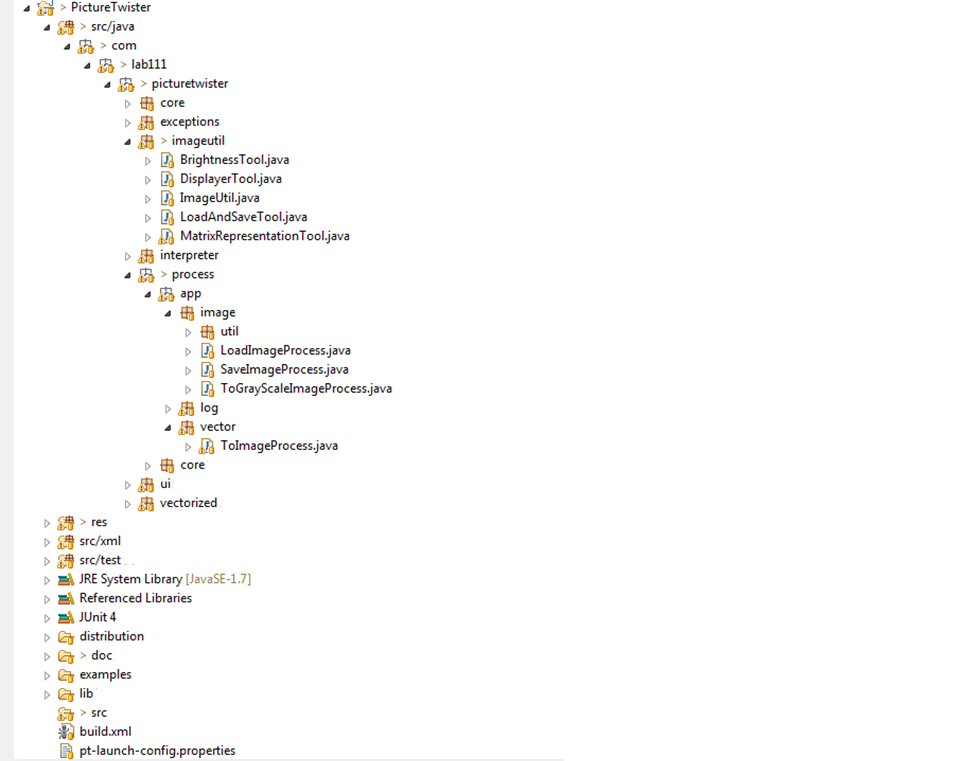 > PictureTwister
> src/java
> com
> lab111
> picturetwister
core
exceptions
> imageutil
BrightnessTool.java
DisplayerTool.java
ImageUtil.java
LoadAndSaveTool.java
MatrixRepresentationTool.java
interpreter
> process
app
image
util
LoadImageProcess.java
SaveImageProcess.java
ToGrayScaleImageProcess.java
log
vector
ToImageProcess.java
core
ui
vectorized
> res
src/xml
src/test
JRE System Library [JavaSE-1.7]
Referenced Libraries
JUnit 4
distribution
> doc
examples
lib
> src
build.xml
pt-launch-config.properties